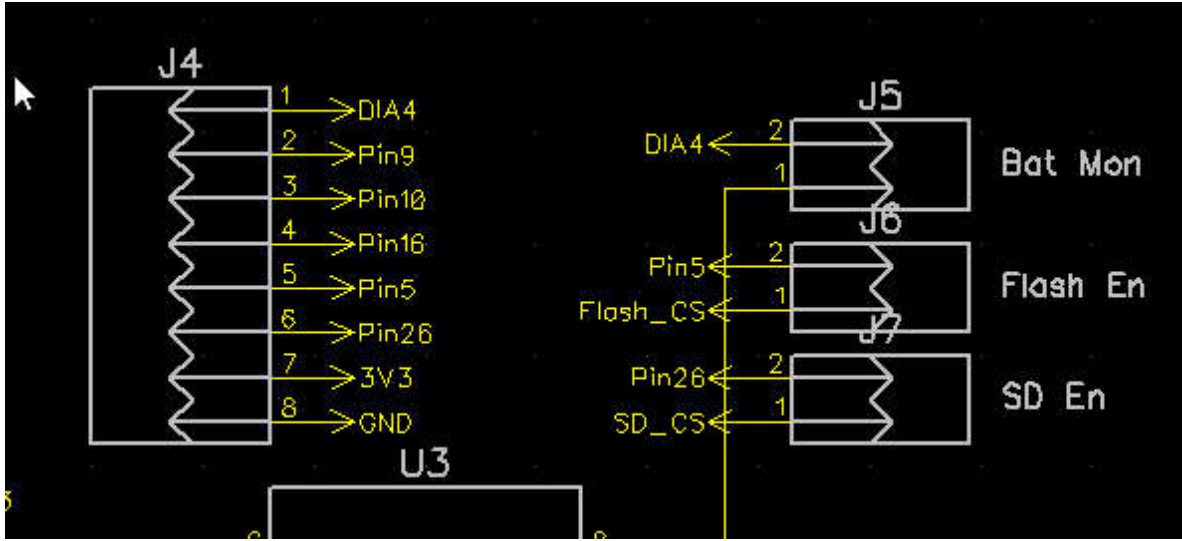 J4
1 DIA4
2 Pin9
3 Pin10
4 Pin16
5 Pin5
6 Pin26
7 3V3
8 GND
J5
DIA4 2
1
Bat Mon
J6
Pin5 2
Flash_CS 1
Flash En
J7
Pin26 2
SD_CS 1
SD En
U3
3